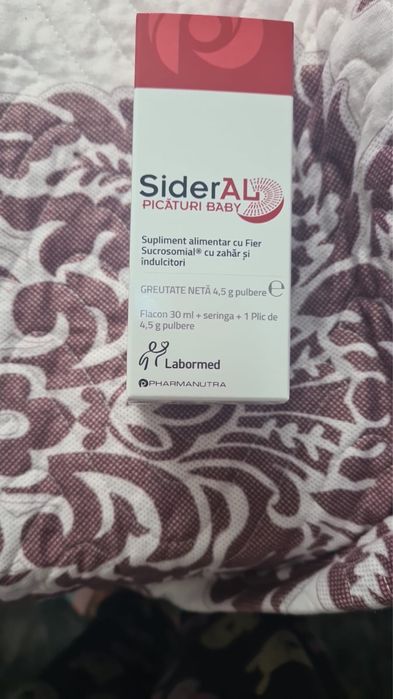 SiderAL
PICĂTURI BABY
Supliment alimentar cu Fier
Sucrosomial® cu zahăr și
îndulcitori
GREUTATE NETĂ 4,5 g pulbere ℮
Flacon 30 ml + seringa + 1 Plic de
4,5 g pulbere
Labormed
PHARMANUTRA